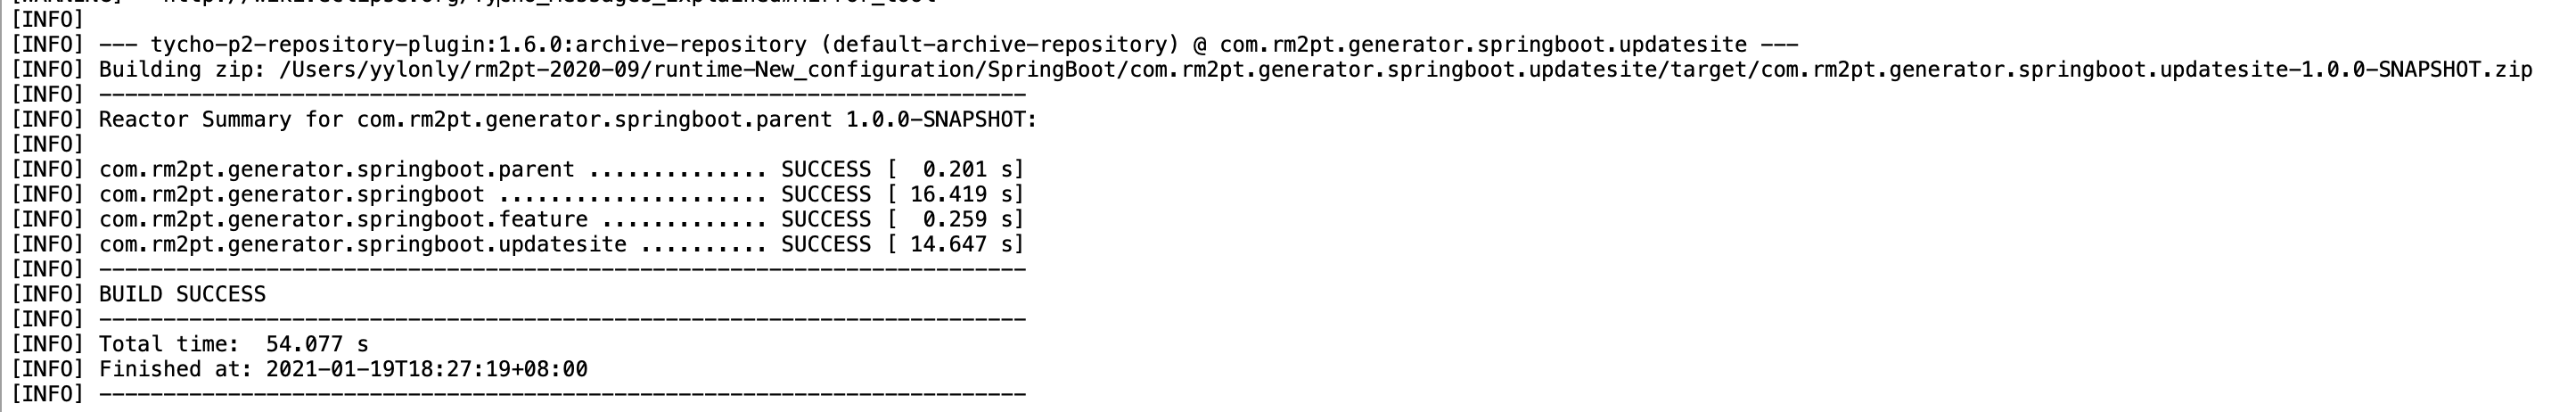 [INFO]
[INFO] --- tycho-p2-repository-plugin:1.6.0:archive-repository (default-archive-repository) @ com.rm2pt.generator.springboot.updatesite ---
[INFO] Building zip: /Users/yylonly/rm2pt-2020-09/runtime-New_configuration/SpringBoot/com.rm2pt.generator.springboot.updatesite/target/com.rm2pt.generator.springboot.updatesite-1.0.0-SNAPSHOT.zip
[INFO] ------------------------------------------------------------------------
[INFO] Reactor Summary for com.rm2pt.generator.springboot.parent 1.0.0-SNAPSHOT:
[INFO]
[INFO] com.rm2pt.generator.springboot.parent .............. SUCCESS [  0.201 s]
[INFO] com.rm2pt.generator.springboot ..................... SUCCESS [ 16.419 s]
[INFO] com.rm2pt.generator.springboot.feature ............. SUCCESS [  0.259 s]
[INFO] com.rm2pt.generator.springboot.updatesite .......... SUCCESS [ 14.647 s]
[INFO] ------------------------------------------------------------------------
[INFO] BUILD SUCCESS
[INFO] ------------------------------------------------------------------------
[INFO] Total time:  54.077 s
[INFO] Finished at: 2021-01-19T18:27:19+08:00
[INFO] ------------------------------------------------------------------------